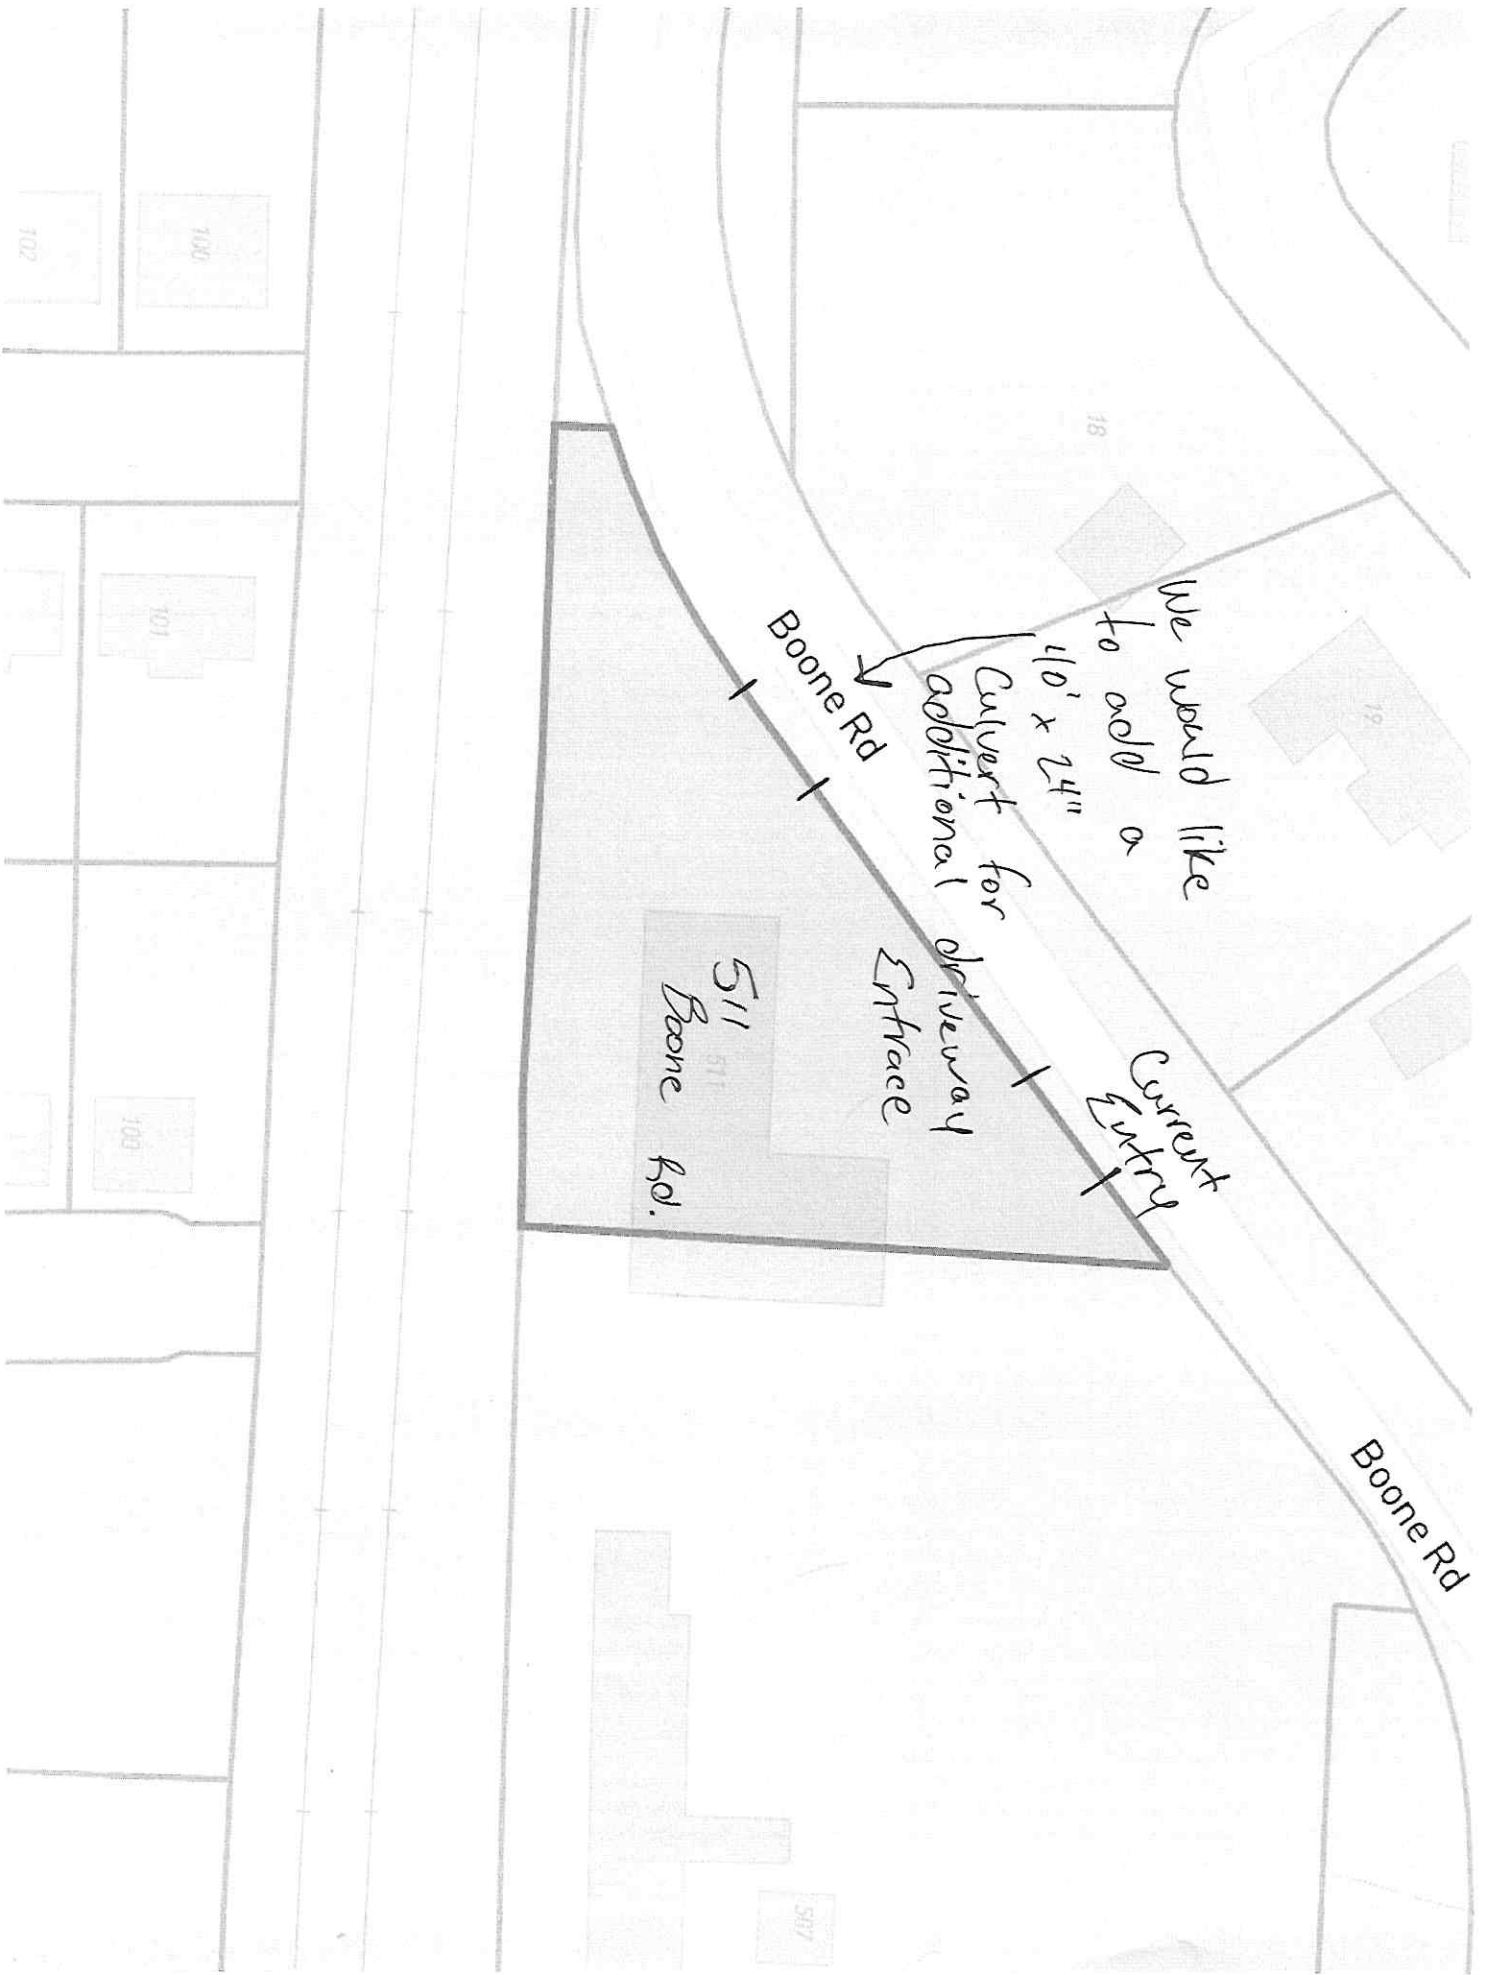 We would like
to add a
40' x 24"
Culvert for
additional driveway
Entrace
Current
Entry
Boone Rd
Boone Rd
18
19
511
Boone Rd.
511
507
100
102
101
100